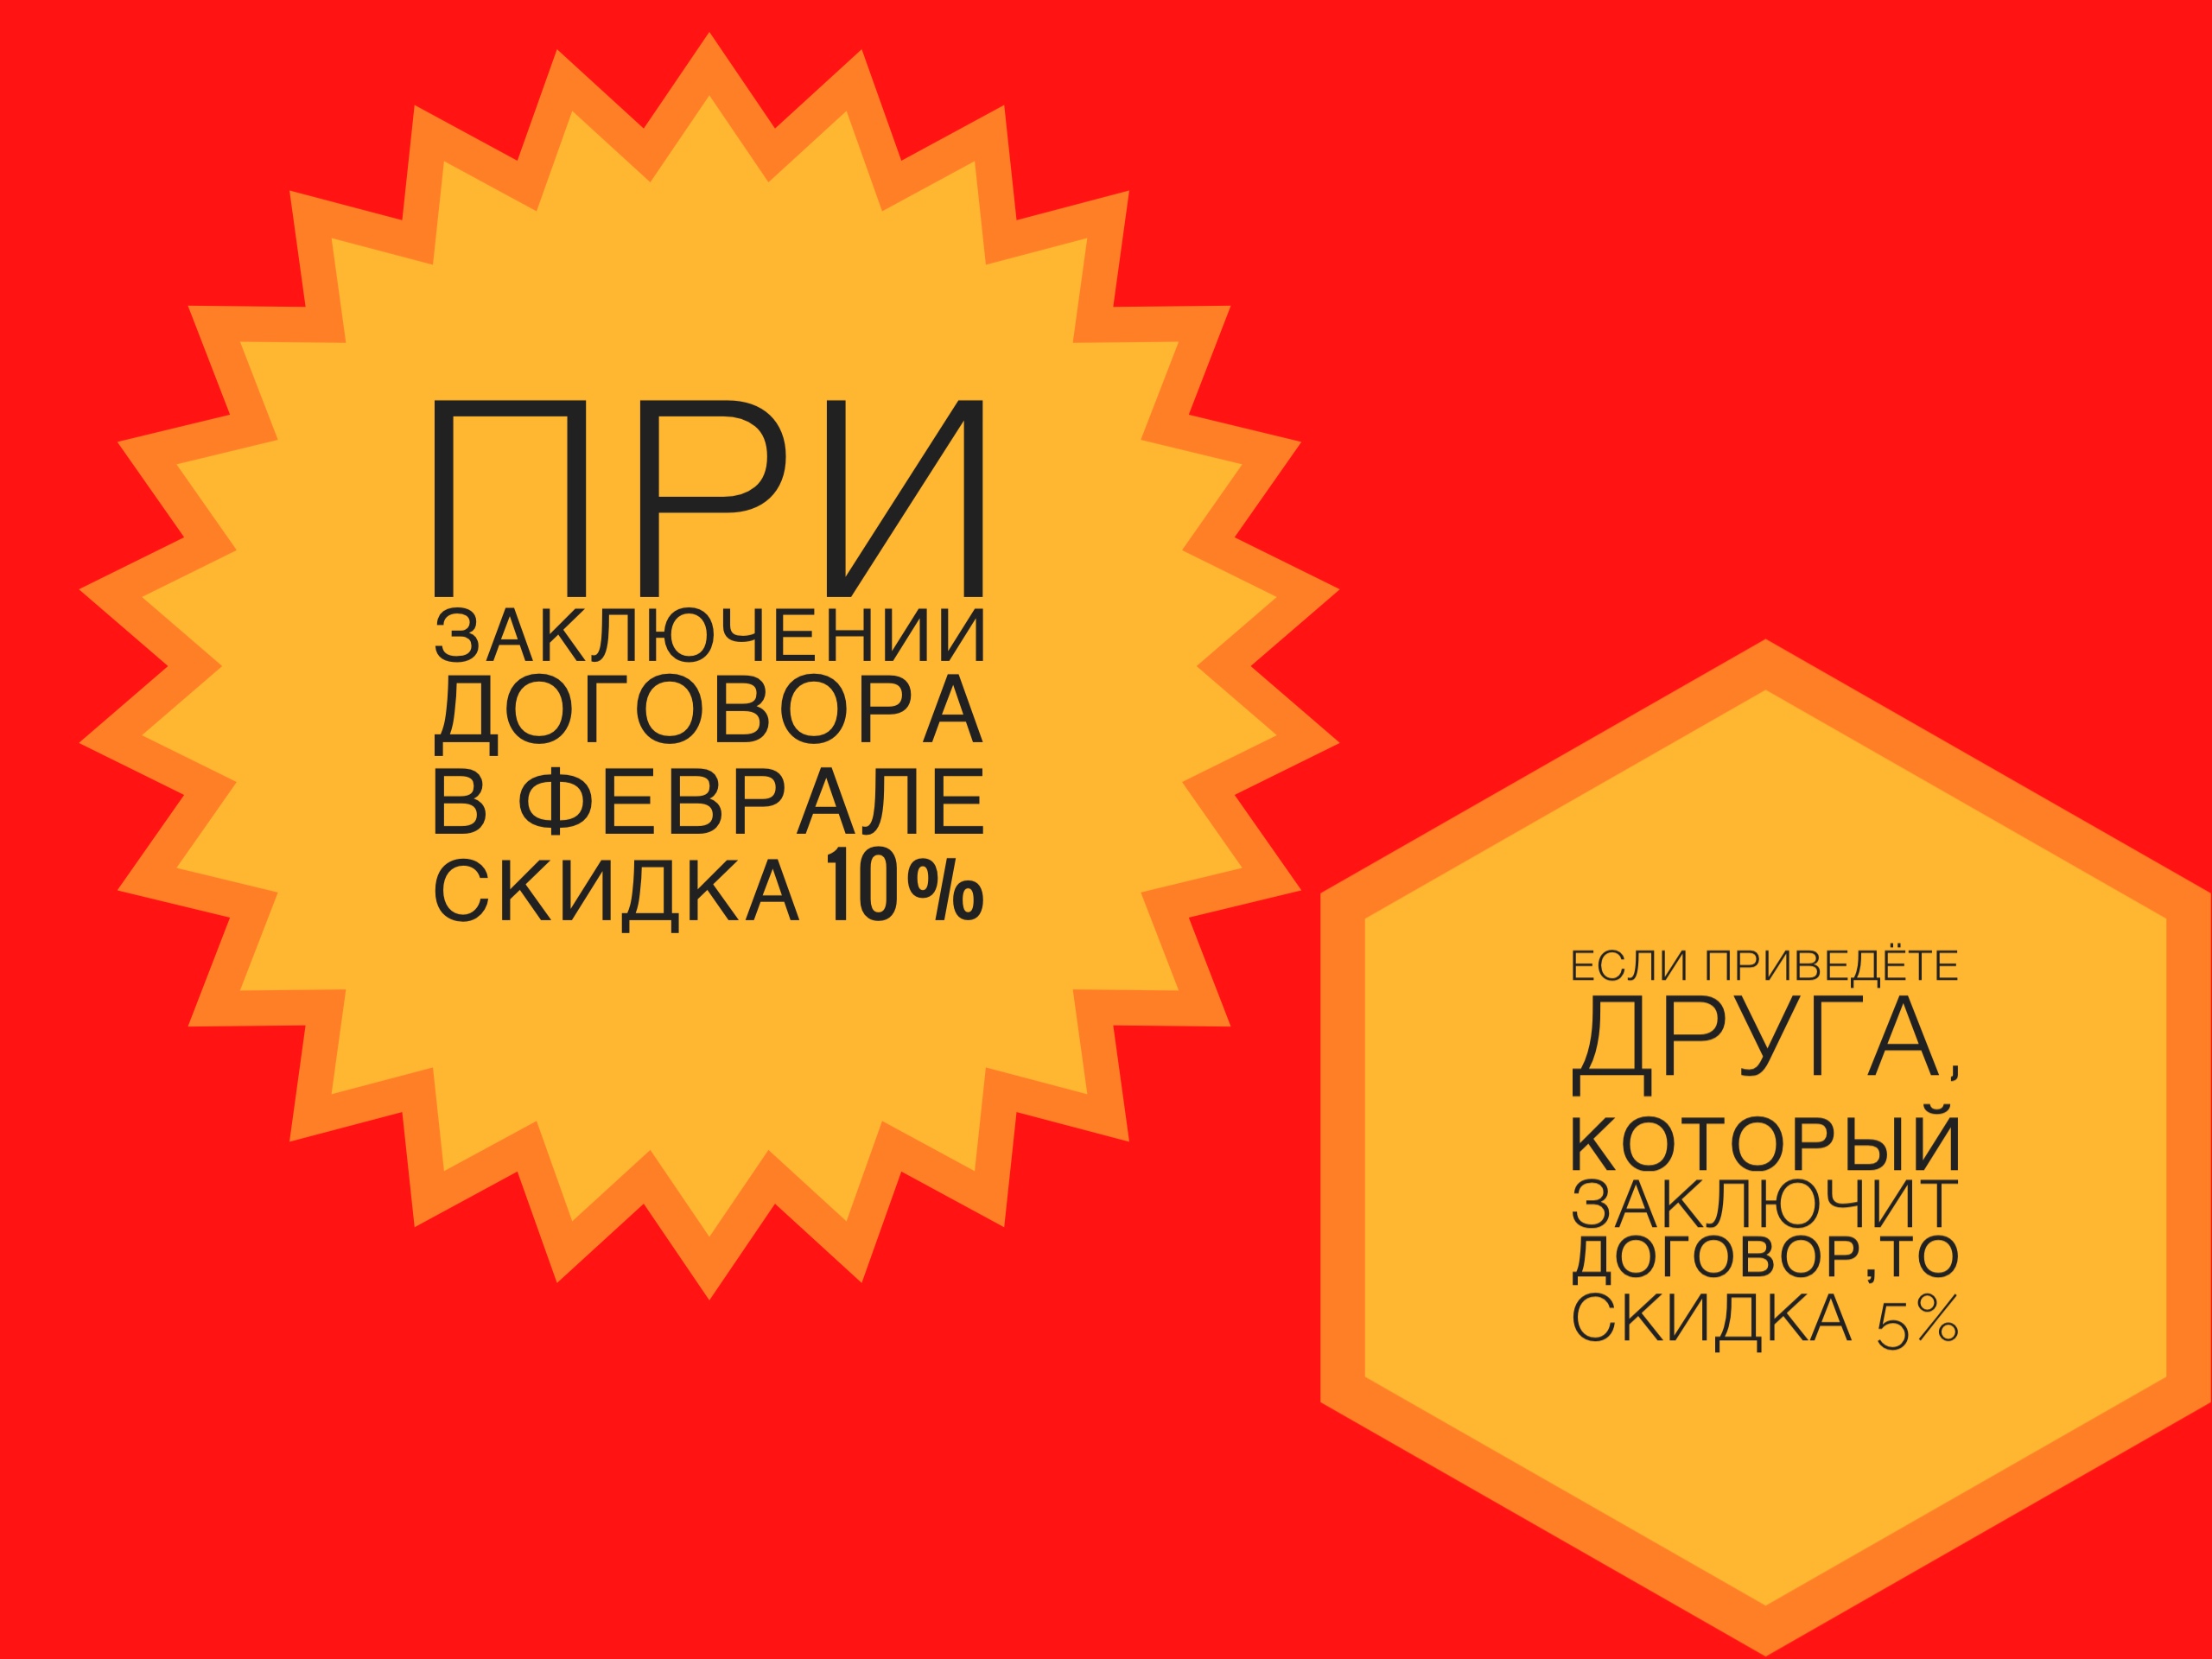 ПРИ
ЗАКЛЮЧЕНИИ
ДОГОВОРА
В ФЕВРАЛЕ
СКИДКА 10%
ЕСЛИ ПРИВЕДЁТЕ
ДРУГА,
КОТОРЫЙ
ЗАКЛЮЧИТ
ДОГОВОР,ТО
СКИДКА 5%